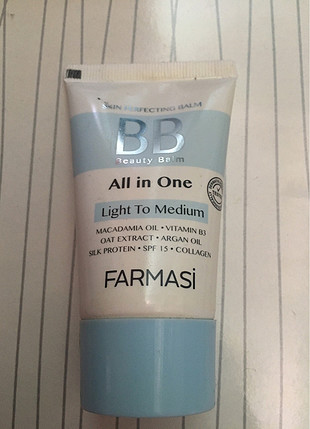 SKIN PERFECTING BALM
BB
Beauty Balm
All in One
Light To Medium
MACADAMIA OIL • VITAMIN B3
OAT EXTRACT • ARGAN OIL
SILK PROTEIN • SPF 15 • COLLAGEN
FARMASi